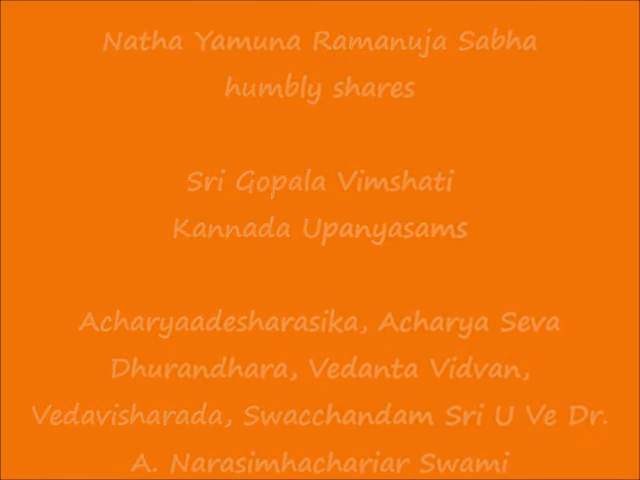 Natha Yamuna Ramanuja Sabha
humbly shares
Sri Gopala Vimshati
Kannada Upanyasams
Acharyaadesharasika, Acharya Seva
Dhurandhara, Vedanta Vidvan,
Vedavisharada, Swacchandam Sri U Ve Dr.
A. Narasimhachariar Swami